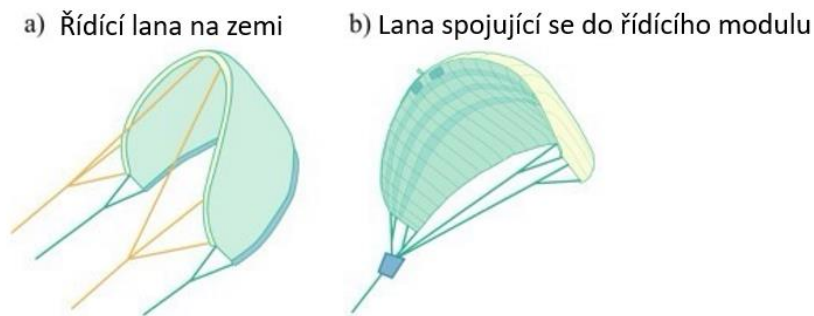 a) Řídící lana na zemi
b) Lana spojující se do řídícího modulu